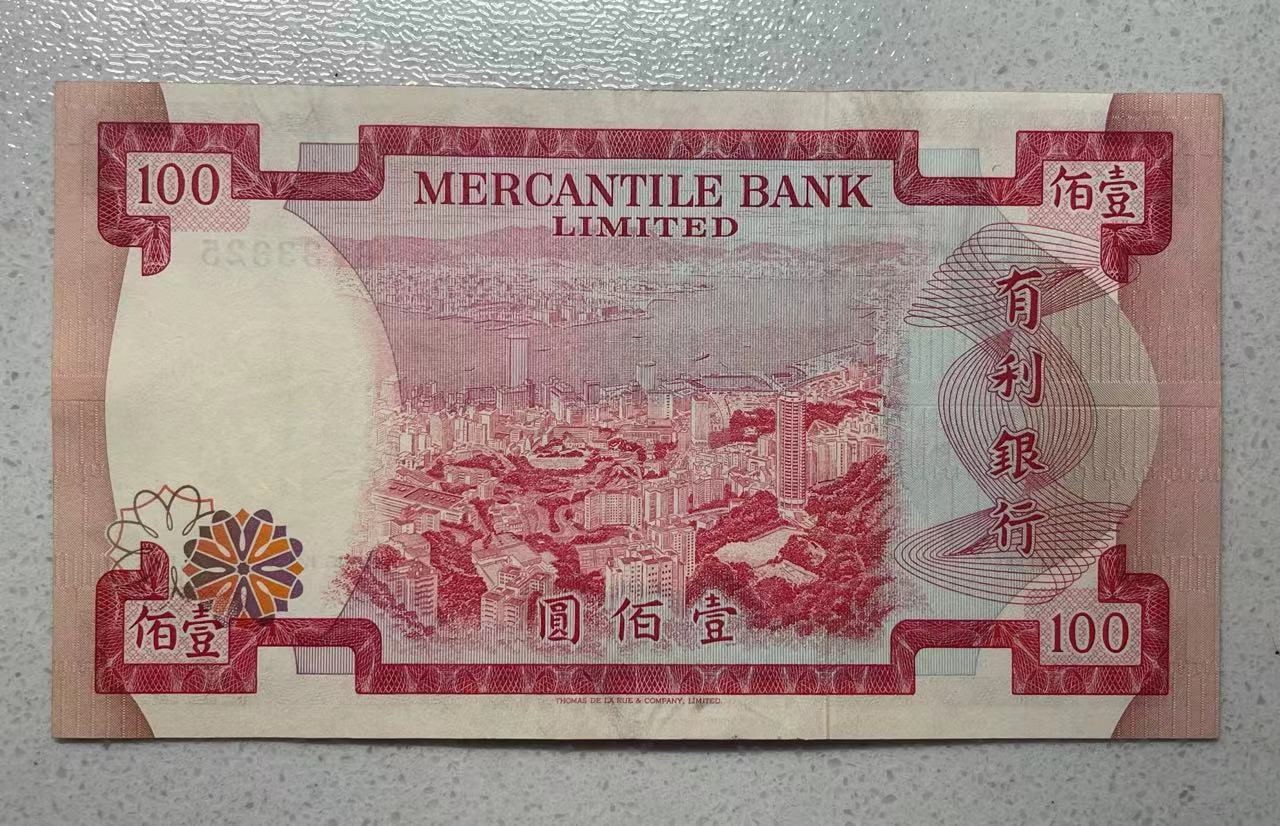 100
MERCANTILE BANK
LIMITED
佰壹
有利銀行
佰壹
圓佰壹
100
THOMAS DE LA RUE & COMPANY, LIMITED.